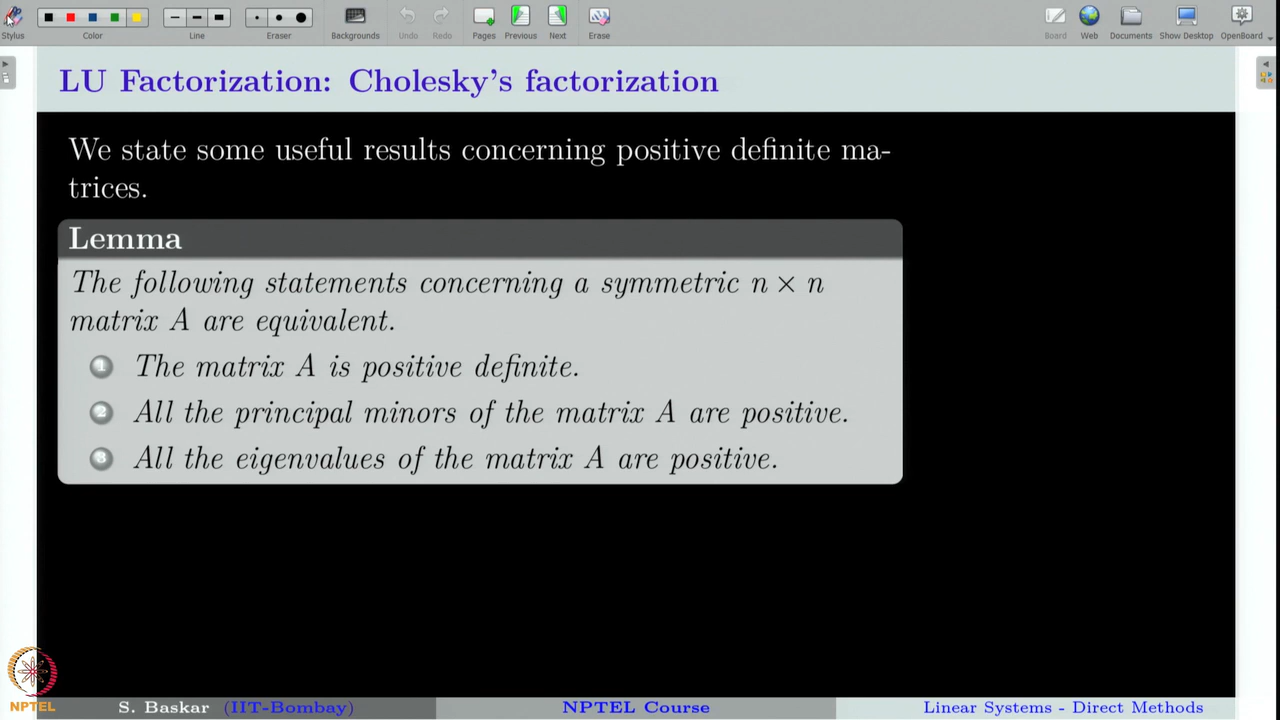 Stylus
Color
Line
Eraser
Backgrounds
Undo
Redo
Pages
Previous
Next
Erase
Board
Web
Documents
Show Desktop
OpenBoard
LU Factorization: Cholesky's factorization
We state some useful results concerning positive definite ma-
trices.
Lemma
The following statements concerning a symmetric n × n
matrix A are equivalent.
1 The matrix A is positive definite.
2 All the principal minors of the matrix A are positive.
3 All the eigenvalues of the matrix A are positive.
NPTEL
S. Baskar (IIT-Bombay)
NPTEL Course
Linear Systems - Direct Methods